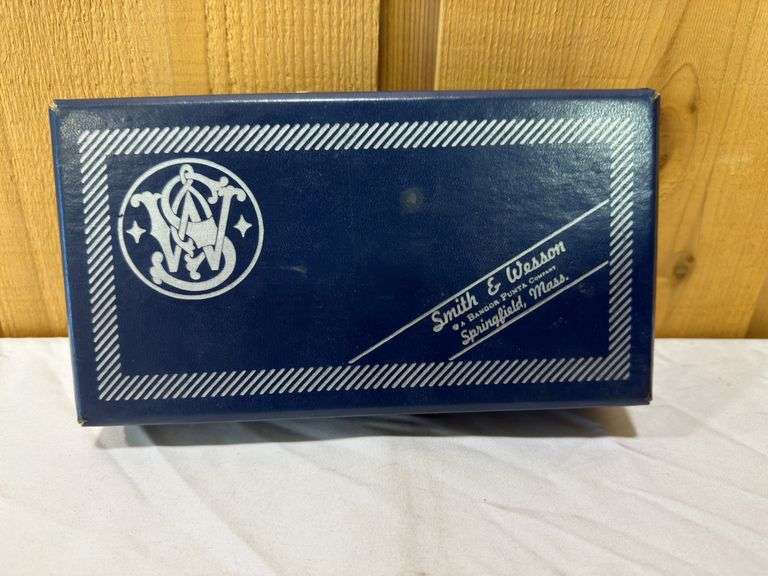 S&W
Smith & Wesson
A BANGOR PUNTA COMPANY
Springfield, Mass.